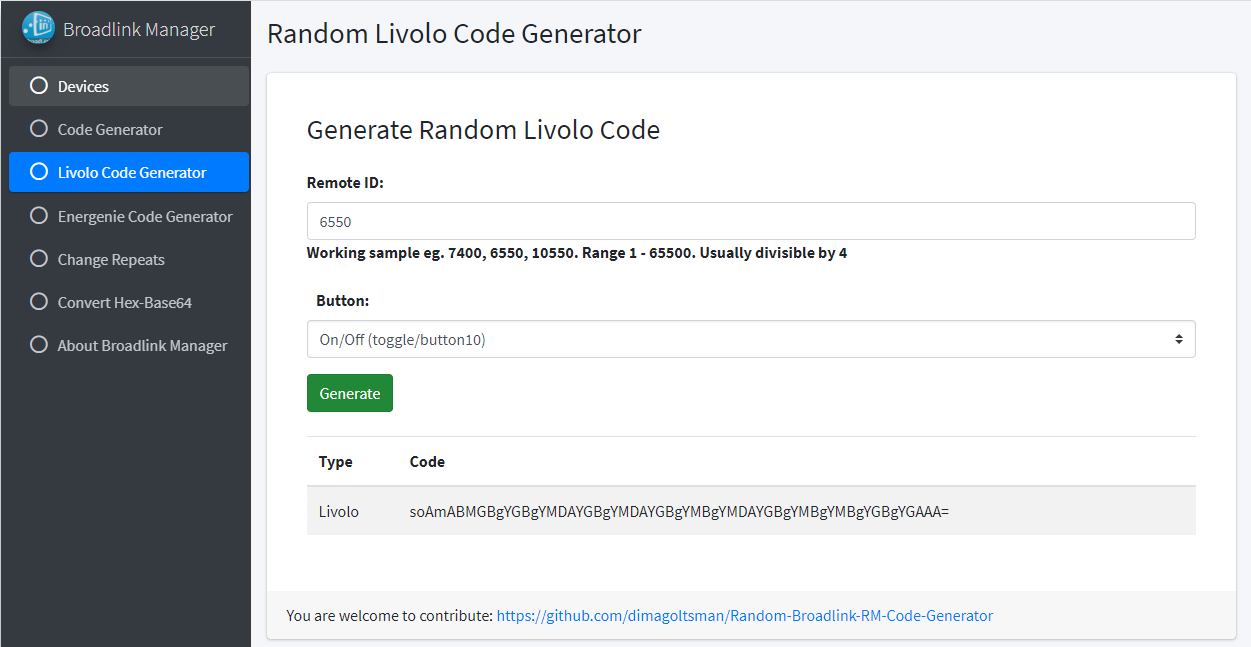 Broadlink Manager
Devices
Code Generator
Livolo Code Generator
Energenie Code Generator
Change Repeats
Convert Hex-Base64
About Broadlink Manager
Random Livolo Code Generator
Generate Random Livolo Code
Remote ID:
6550
Working sample eg. 7400, 6550, 10550. Range 1 - 65500. Usually divisible by 4
Button:
On/Off (toggle/button10)
Generate
Type Code
Livolo soAmABMGBgYGBgYMDAYGBgYMDAYGBgYMBgYMDAYGBgYMBgYMBgYGBgYGAAA=
You are welcome to contribute: https://github.com/dimagoltsman/Random-Broadlink-RM-Code-Generator